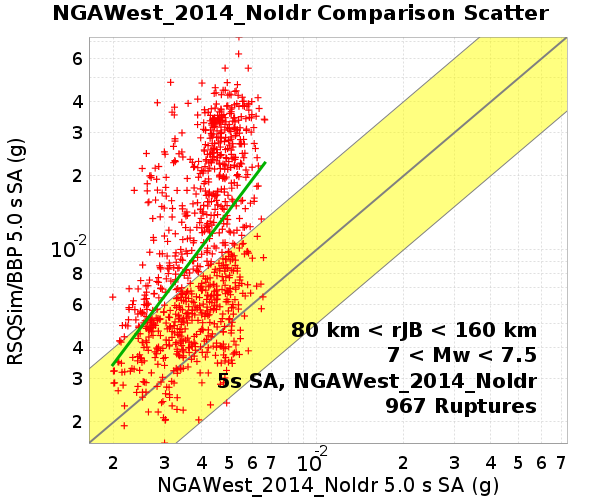 NGAWest_2014_NoIdr Comparison Scatter
RSQSim/BBP 5.0 s SA (g)
6
4
3
2
10-2
8
6
4
3
2
80 km < rJB < 160 km
7 < Mw < 7.5
5s SA, NGAWest_2014_NoIdr
967 Ruptures
2 3 4 5 6 7 10-2 2 3 4 5 6 7
NGAWest_2014_NoIdr 5.0 s SA (g)